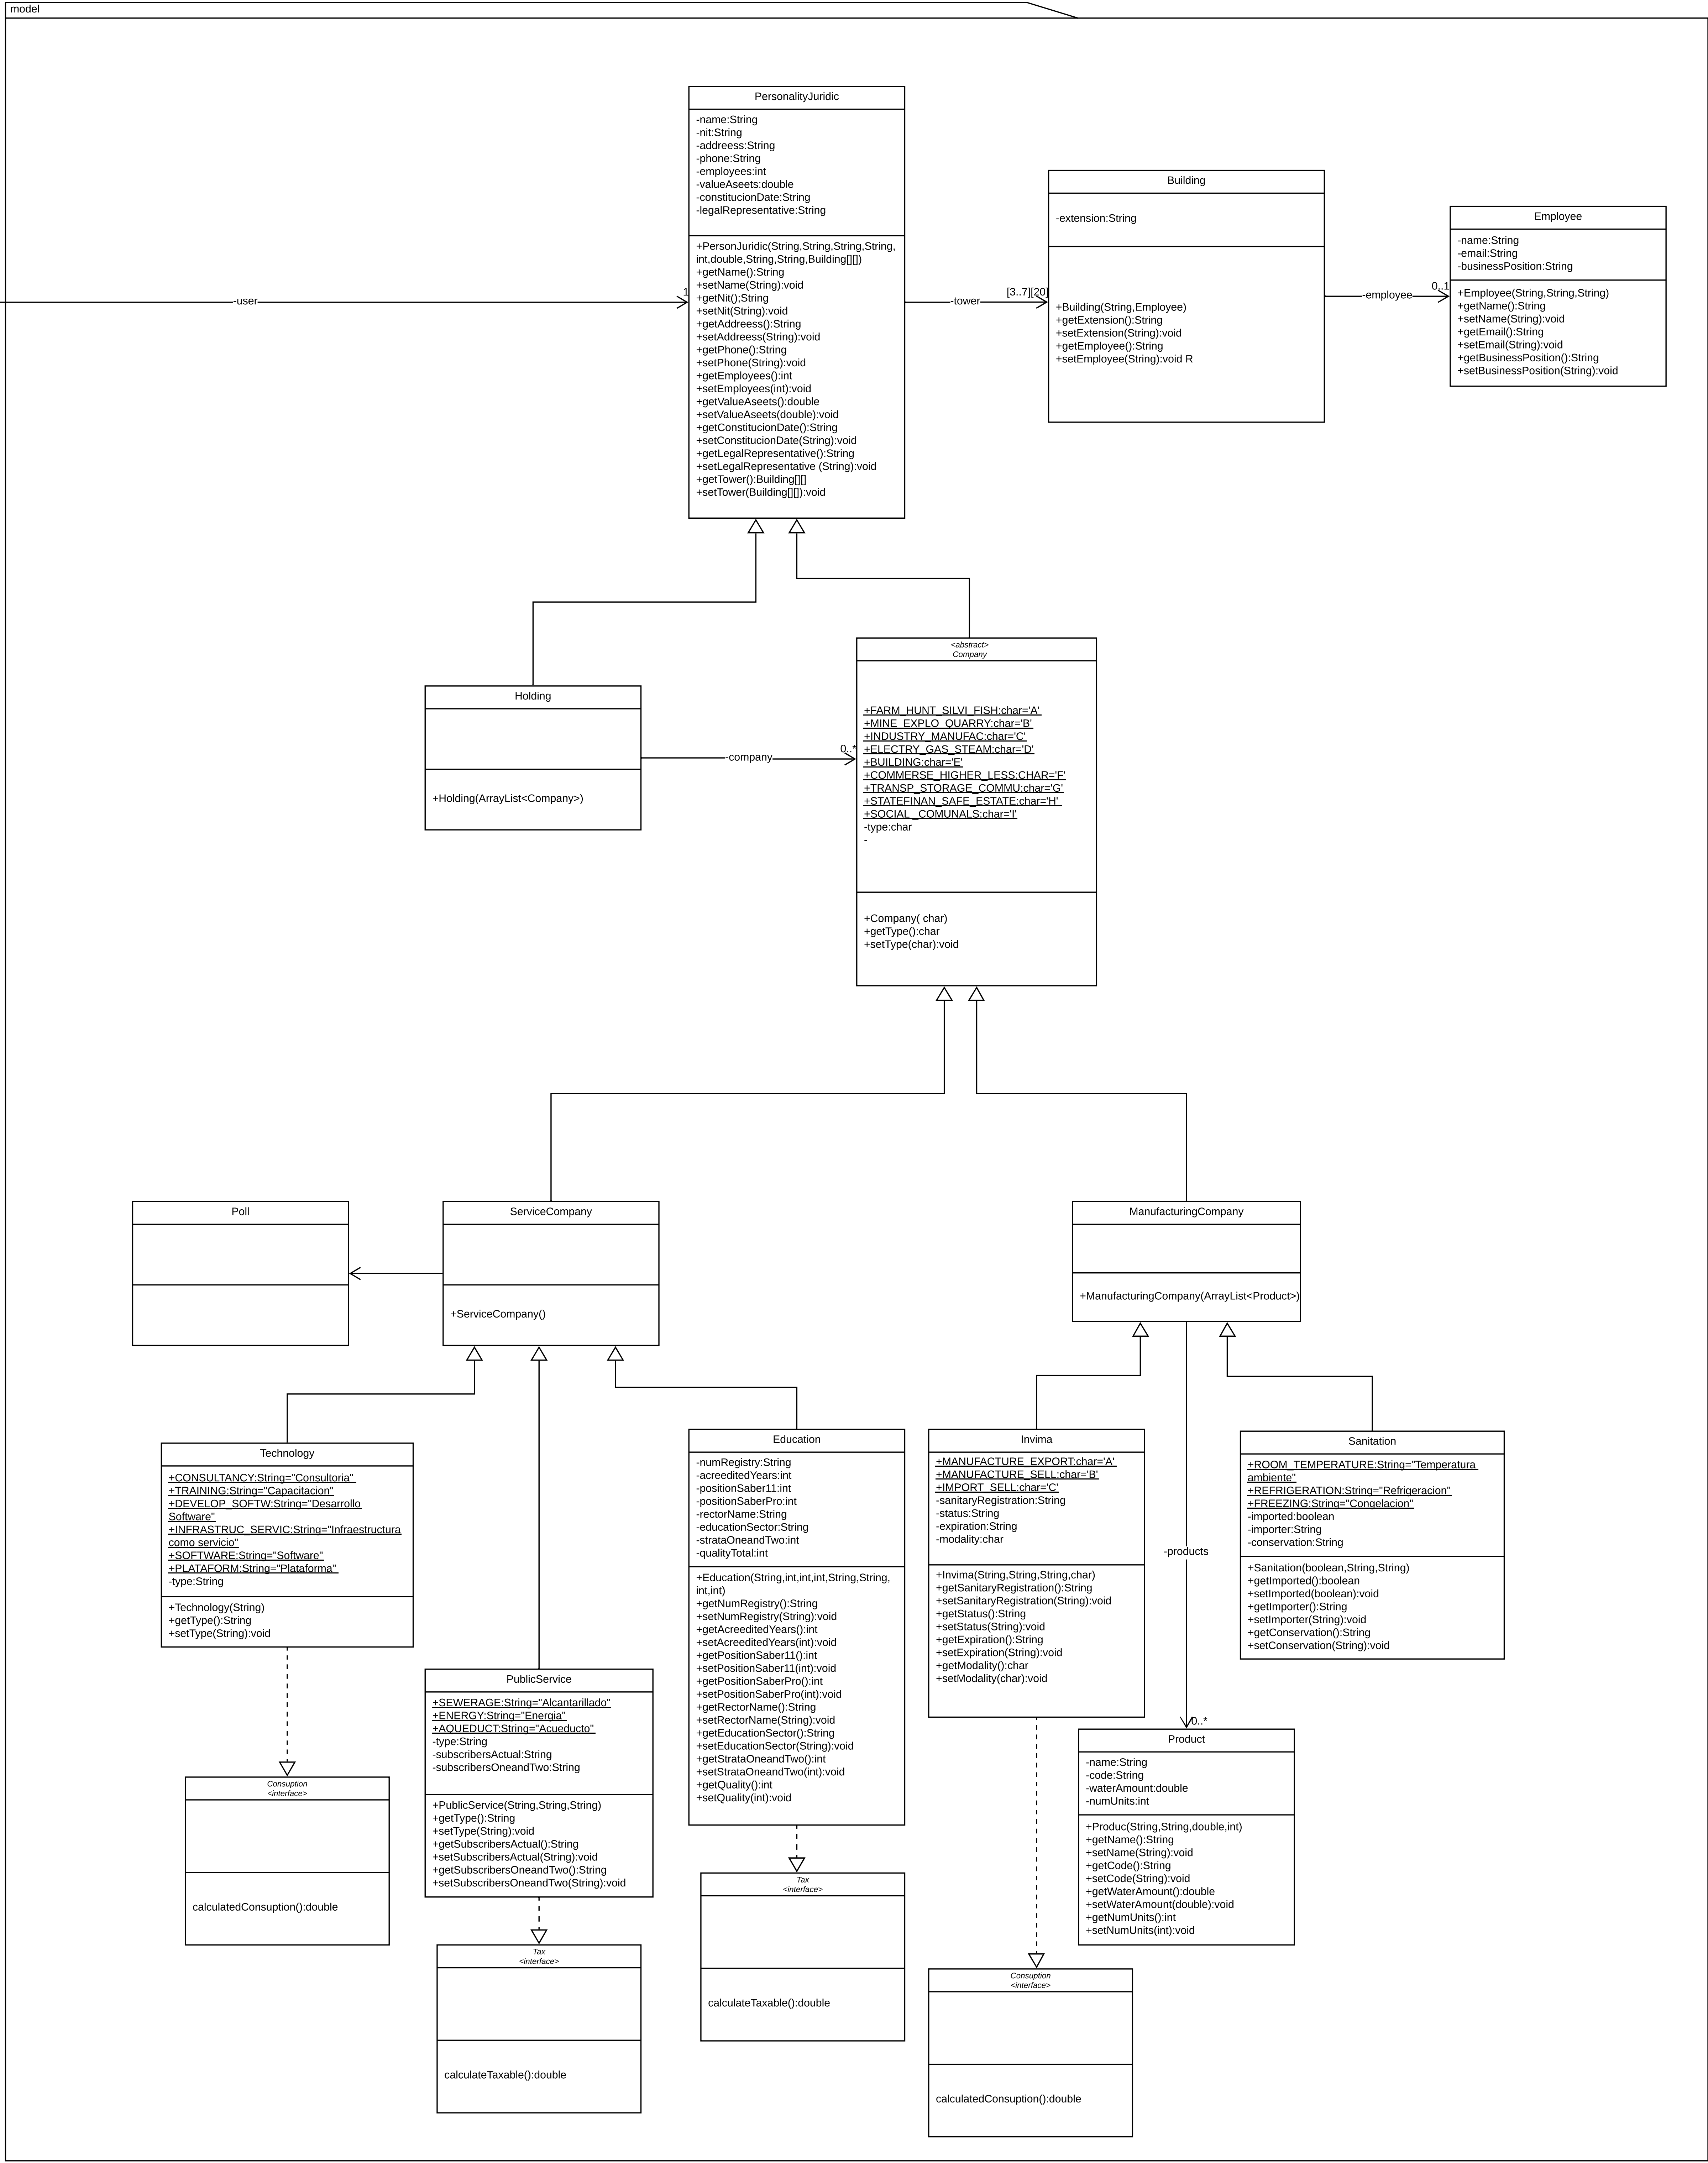 model
PersonalityJuridic
-name:String
-nit:String
-addreess:String
-phone:String
-employees:int
-valueAseets:double
-constitucionDate:String
-legalRepresentative:String
+PersonJuridic(String,String,String,String,
int,double,String,String,Building[][])
+getName():String
+setName(String):void
+getNit();String
+setNit(String):void
+getAddreess():String
+setAddreess(String):void
+getPhone():String
+setPhone(String):void
+getEmployees():int
+setEmployees(int):void
+getValueAseets():double
+setValueAseets(double):void
+getConstitucionDate():String
+setConstitucionDate(String):void
+getLegalRepresentative():String
+setLegalRepresentative (String):void
+getTower():Building[][]
+setTower(Building[][]):void
-user
1
-tower
[3..7][20]
Building
-extension:String
+Building(String,Employee)
+getExtension():String
+setExtension(String):void
+getEmployee():String
+setEmployee(String):void R
-employee
0..1
Employee
-name:String
-email:String
-businessPosition:String
+Employee(String,String,String)
+getName():String
+setName(String):void
+getEmail():String
+setEmail(String):void
+getBusinessPosition():String
+setBusinessPosition(String):void
Holding
+Holding(ArrayList<Company>)
-company
0..*
<abstract>
Company
+FARM_HUNT_SILVI_FISH:char='A'
+MINE_EXPLO_QUARRY:char='B'
+INDUSTRY_MANUFAC:char='C'
+ELECTRY_GAS_STEAM:char='D'
+BUILDING:char='E'
+COMMERSE_HIGHER_LESS:CHAR='F'
+TRANSP_STORAGE_COMMU:char='G'
+STATEFINAN_SAFE_ESTATE:char='H'
+SOCIAL_COMUNALS:char='I'
-type:char
-
+Company( char)
+getType():char
+setType(char):void
Poll
ServiceCompany
+ServiceCompany()
ManufacturingCompany
+ManufacturingCompany(ArrayList<Product>)
Technology
+CONSULTANCY:String="Consultoria"
+TRAINING:String="Capacitacion"
+DEVELOP_SOFTW:String="Desarrollo
Software"
+INFRASTRUC_SERVIC:String="Infraestructura
como servicio"
+SOFTWARE:String="Software"
+PLATAFORM:String="Plataforma"
-type:String
+Technology(String)
+getType():String
+setType(String):void
PublicService
+SEWERAGE:String="Alcantarillado"
+ENERGY:String="Energia"
+AQUEDUCT:String="Acueducto"
-type:String
-subscribersActual:String
-subscribersOneandTwo:String
+PublicService(String,String,String)
+getType():String
+setType(String):void
+getSubscribersActual():String
+setSubscribersActual(String):void
+getSubscribersOneandTwo():String
+setSubscribersOneandTwo(String):void
Education
-numRegistry:String
-acreeditedYears:int
-positionSaber11:int
-positionSaberPro:int
-rectorName:String
-educationSector:String
-strataOneandTwo:int
-qualityTotal:int
+Education(String,int,int,int,String,String,
int,int)
+getNumRegistry():String
+setNumRegistry(String):void
+getAcreeditedYears():int
+setAcreeditedYears(int):void
+getPositionSaber11():int
+setPositionSaber11(int):void
+getPositionSaberPro():int
+setPositionSaberPro(int):void
+getRectorName():String
+setRectorName(String):void
+getEducationSector():String
+setEducationSector(String):void
+getStrataOneandTwo():int
+setStrataOneandTwo(int):void
+getQuality():int
+setQuality(int):void
Invima
+MANUFACTURE_EXPORT:char='A'
+MANUFACTURE_SELL:char='B'
+IMPORT_SELL:char='C'
-sanitaryRegistration:String
-status:String
-expiration:String
-modality:char
+Invima(String,String,String,char)
+getSanitaryRegistration():String
+setSanitaryRegistration(String):void
+getStatus():String
+setStatus(String):void
+getExpiration():String
+setExpiration(String):void
+getModality():char
+setModality(char):void
-products
0..*
Sanitation
+ROOM_TEMPERATURE:String="Temperatura
ambiente"
+REFRIGERATION:String="Refrigeracion"
+FREEZING:String="Congelacion"
-imported:boolean
-importer:String
-conservation:String
+Sanitation(boolean,String,String)
+getImported():boolean
+setImported(boolean):void
+getImporter():String
+setImporter(String):void
+getConservation():String
+setConservation(String):void
Product
-name:String
-code:String
-waterAmount:double
-numUnits:int
+Produc(String,String,double,int)
+getName():String
+setName(String):void
+getCode():String
+setCode(String):void
+getWaterAmount():double
+setWaterAmount(double):void
+getNumUnits():int
+setNumUnits(int):void
Consuption
<interface>
calculatedConsuption():double
Tax
<interface>
calculateTaxable():double
Tax
<interface>
calculateTaxable():double
Consuption
<interface>
calculatedConsuption():double